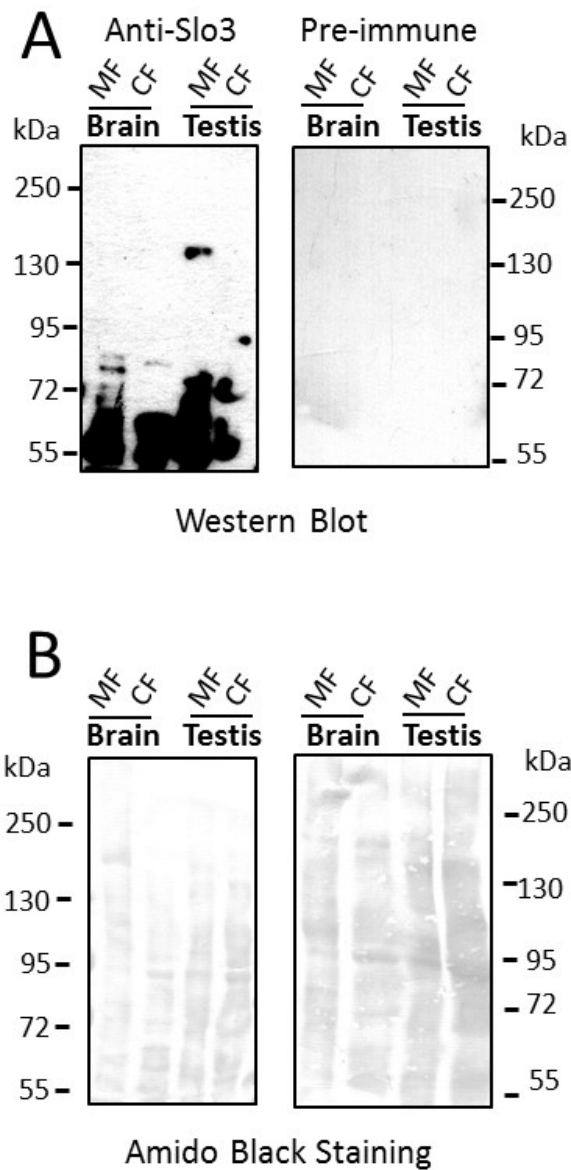 A
Anti-Slo3 Pre-immune
MF CF MF CF MF CF MF CF
Brain Testis Brain Testis
kDa kDa
250 250
130 130
95 95
72 72
55 55
Western Blot
B
MF CF MF CF MF CF MF CF
Brain Testis Brain Testis
kDa kDa
250 250
130 130
95 95
72 72
55 55
Amido Black Staining